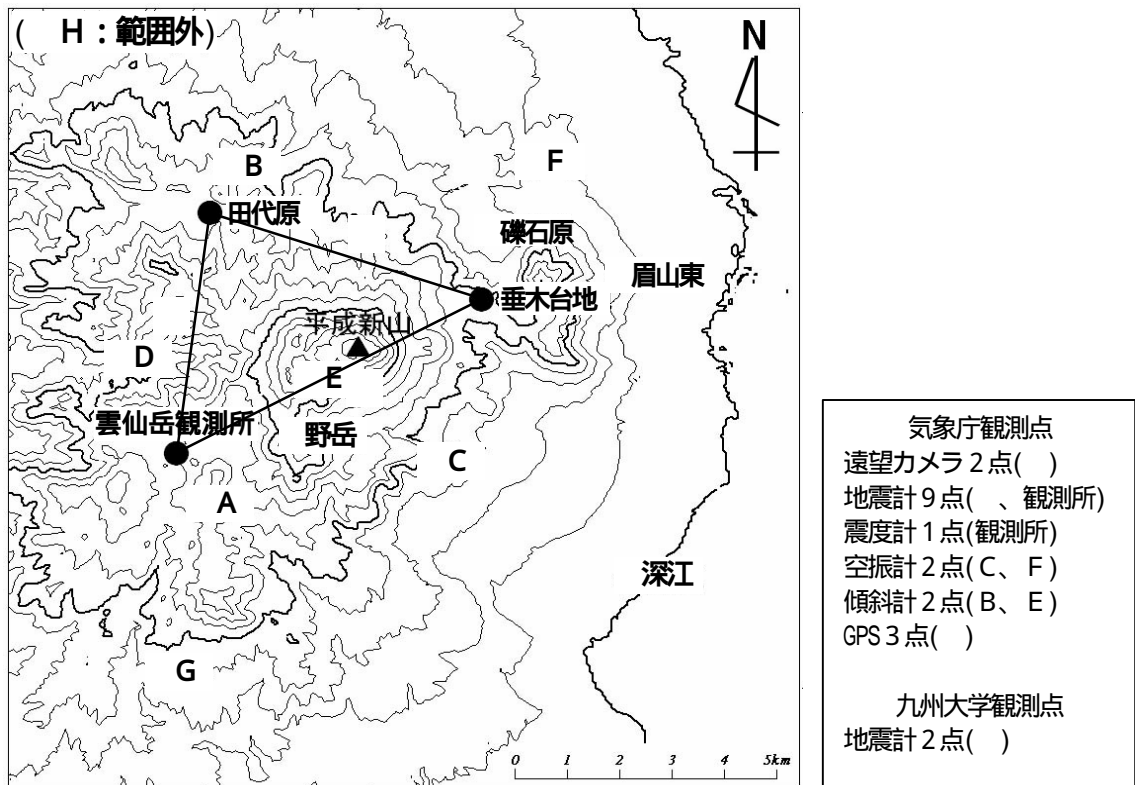 ( H：範囲外)
N
B
F
田代原
礫石原
眉山東
垂木台地
平成新山
D
E
雲仙岳観測所
野岳
C
A
深江
G
0 1 2 3 4 5km
気象庁観測点
遠望カメラ２点( )
地震計９点( 、観測所)
震度計１点(観測所)
空振計２点(Ｃ、Ｆ)
傾斜計２点(Ｂ、Ｅ)
GPS３点( )
九州大学観測点
地震計２点( )